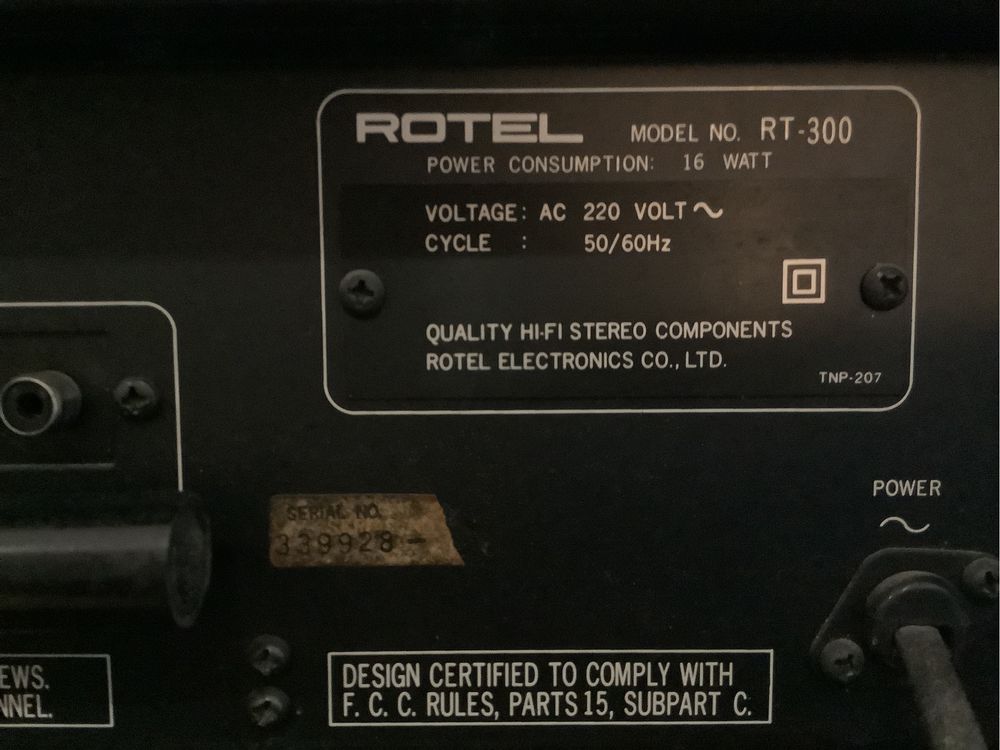 ROTEL MODEL NO. RT-300
POWER CONSUMPTION: 16 WATT
VOLTAGE: AC 220 VOLT~
CYCLE : 50/60Hz
QUALITY HI-FI STEREO COMPONENTS
ROTEL ELECTRONICS CO., LTD.
TNP-207
POWER
~
SERIAL NO.
339928 -
EWS.
NNEL.
DESIGN CERTIFIED TO COMPLY WITH
F. C. C. RULES, PARTS 15, SUBPART C.